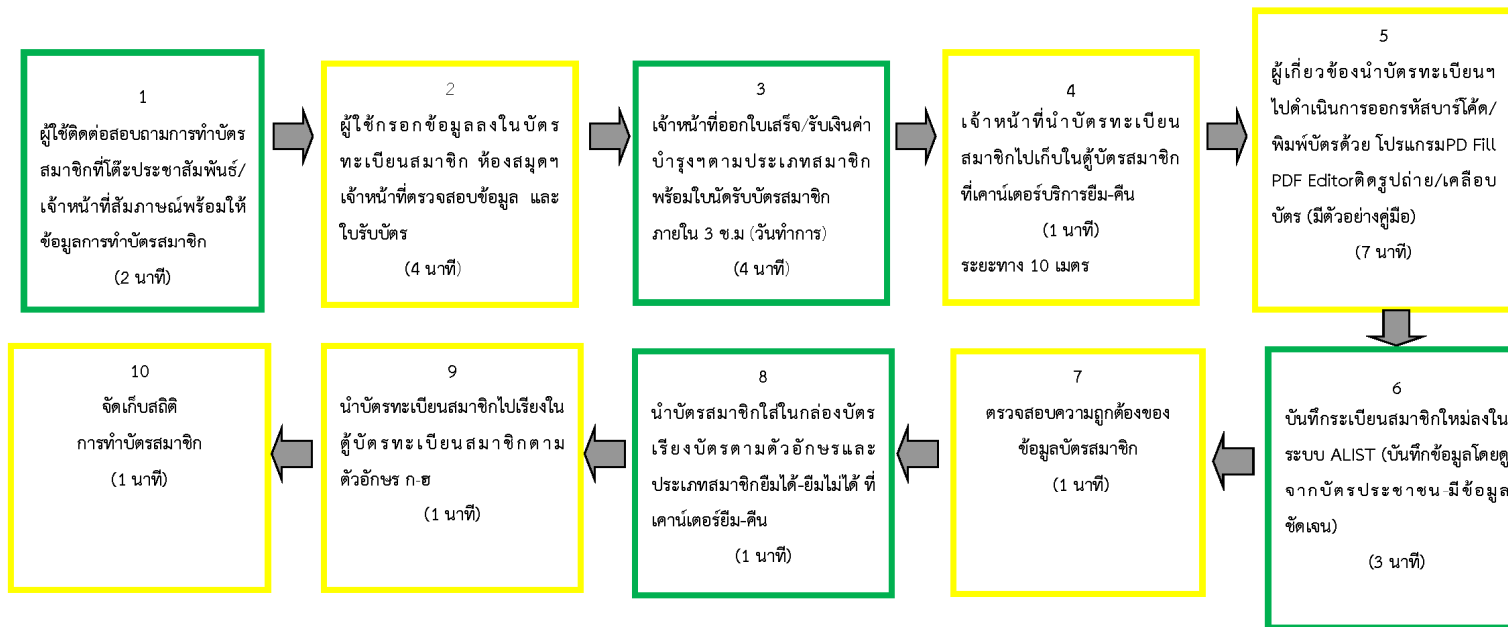 1
ผู้ใช้ติดต่อสอบถามการทำบัตร
สมาชิกที่โต๊ะประชาสัมพันธ์/
เจ้าหน้าที่สัมภาษณ์พร้อมให้
ข้อมูลการทำบัตรสมาชิก
(2 นาที)
2
ผู้ใช้กรอกข้อมูลลงในบัตร
ทะเบียนสมาชิก ห้องสมุดฯ
เจ้าหน้าที่ตรวจสอบข้อมูล และ
ใบรับบัตร
(4 นาที)
3
เจ้าหน้าที่ออกใบเสร็จ/รับเงินค่า
บำรุงฯตามประเภทสมาชิก
พร้อมใบนัดรับบัตรสมาชิก
ภายใน 3 ช.ม (วันทำการ)
(4 นาที)
4
เจ้าหน้าที่นำบัตรทะเบียน
สมาชิกไปเก็บในตู้บัตรสมาชิก
ที่เคาน์เตอร์บริการยืม-คืน
(1 นาที)
ระยะทาง 10 เมตร
5
ผู้เกี่ยวข้องนำบัตรทะเบียนฯ
ไปดำเนินการออกรหัสบาร์โค้ด/
พิมพ์บัตรด้วย โปรแกรมPD Fill
PDF Editorติดรูปถ่าย/เคลือบ
บัตร (มีตัวอย่างคู่มือ)
(7 นาที)
6
บันทึกระเบียนสมาชิกใหม่ลงใน
ระบบ ALIST (บันทึกข้อมูลโดยดู
จากบัตรประชาชน-มีข้อมูล
ชัดเจน)
(3 นาที)
7
ตรวจสอบความถูกต้องของ
ข้อมูลบัตรสมาชิก
(1 นาที)
8
นำบัตรสมาชิกใส่ในกล่องบัตร
เรียงบัตรตามตัวอักษรและ
ประเภทสมาชิกยืมได้-ยืมไม่ได้ ที่
เคาน์เตอร์ยืม-คืน
(1 นาที)
9
นำบัตรทะเบียนสมาชิกไปเรียงใน
ตู้บัตรทะเบียนสมาชิกตาม
ตัวอักษร ก-ฮ
(1 นาที)
10
จัดเก็บสถิติ
การทำบัตรสมาชิก
(1 นาที)